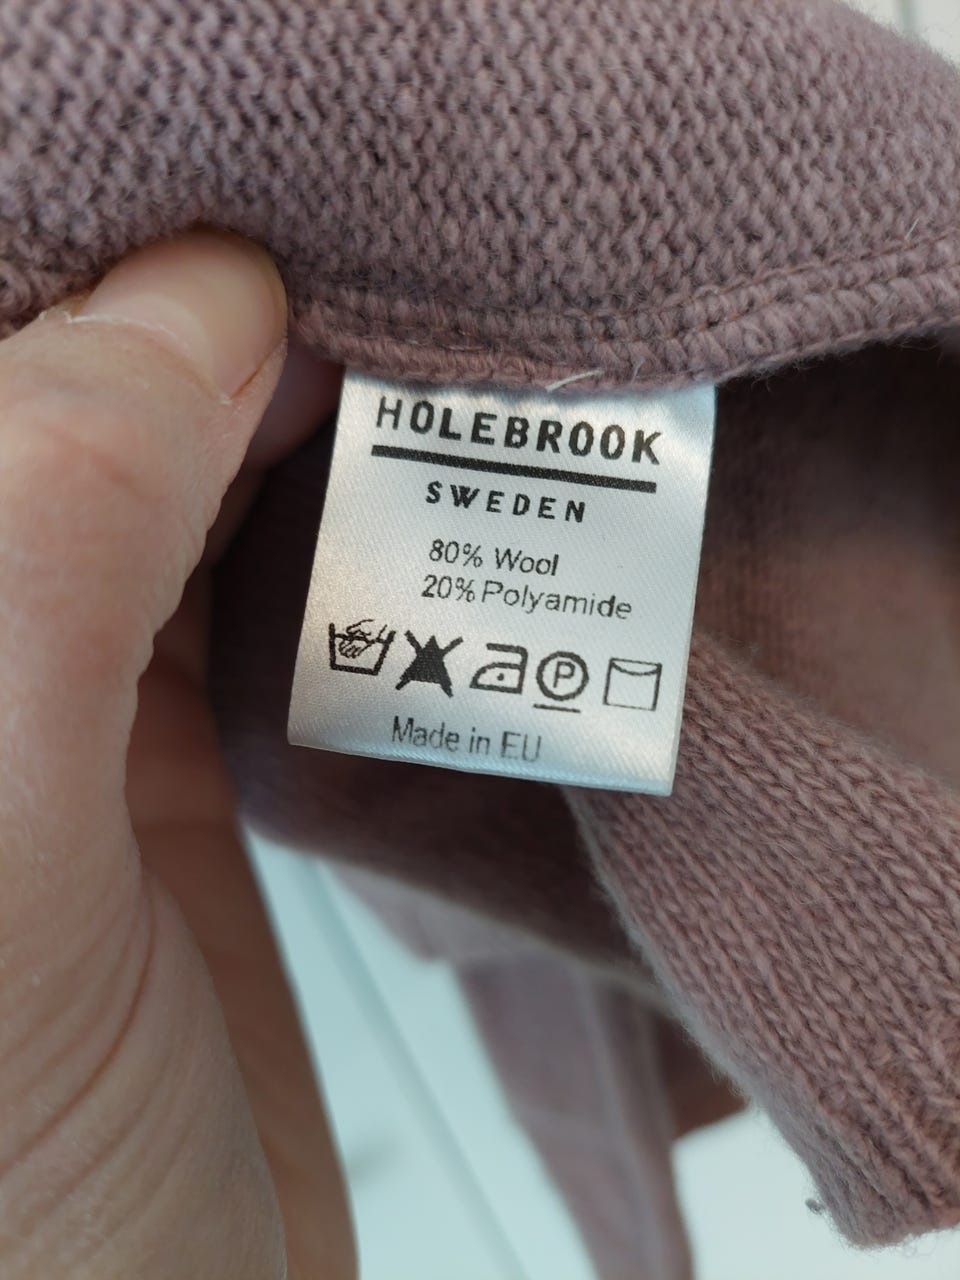 HOLEBROOK
SWEDEN
80% Wool
20% Polyamide
P
Made in EU